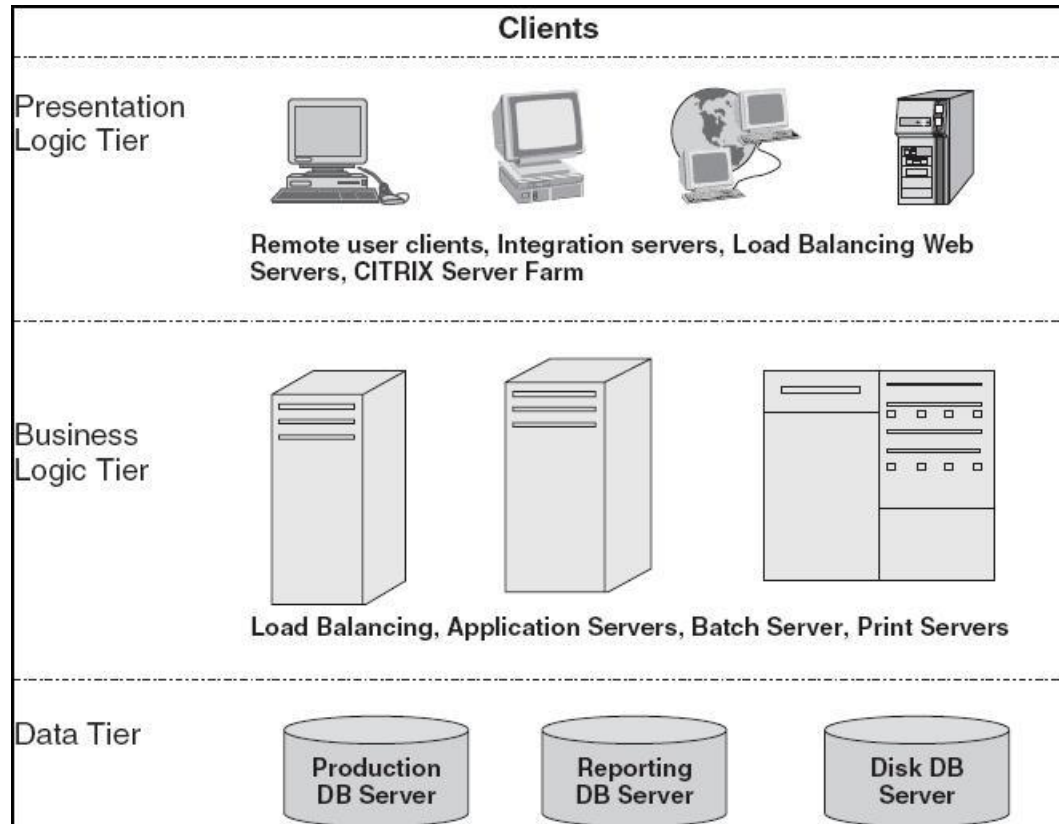 Clients
Presentation
Logic Tier
Remote user clients, Integration servers, Load Balancing Web
Servers, CITRIX Server Farm
Business
Logic Tier
Load Balancing, Application Servers, Batch Server, Print Servers
Data Tier
Production
DB Server
Reporting
DB Server
Disk DB
Server